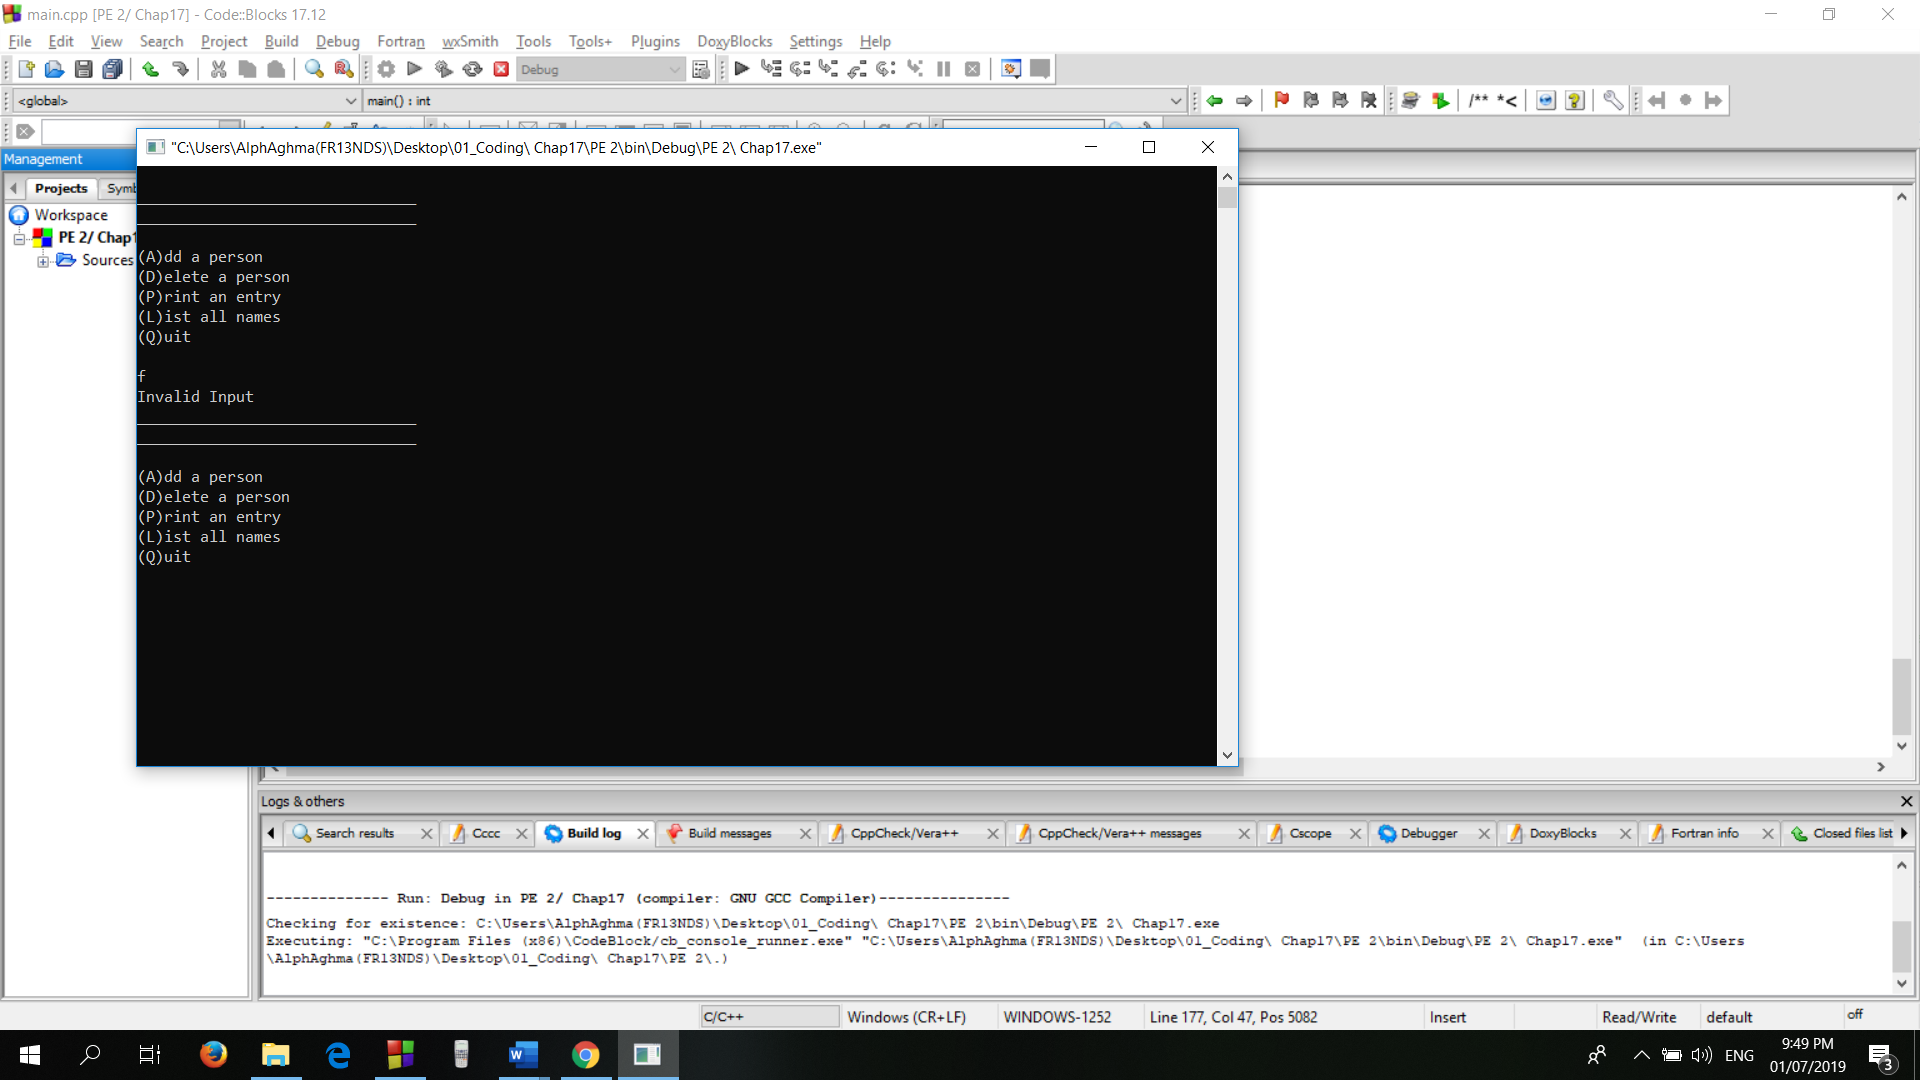 main.cpp [PE 2/ Chap17] - Code::Blocks 17.12
File Edit View Search Project Build Debug Fortran wxSmith Tools Tools+ Plugins DoxyBlocks Settings Help
Debug
<global> main() : int
/** *<
"C:\Users\AlphAghma(FR13NDS)\Desktop\01_Coding\ Chap17\PE 2\bin\Debug\PE 2\ Chap17.exe"
Management
Projects Symb
Workspace
PE 2/ Chap1
Sources
(A)dd a person
(D)elete a person
(P)rint an entry
(L)ist all names
(Q)uit
f
Invalid Input
(A)dd a person
(D)elete a person
(P)rint an entry
(L)ist all names
(Q)uit
Logs & others
Search results Cccc Build log Build messages CppCheck/Vera++ CppCheck/Vera++ messages Cscope Debugger DoxyBlocks Fortran info Closed files list
-------------- Run: Debug in PE 2/ Chap17 (compiler: GNU GCC Compiler)---------------
Checking for existence: C:\Users\AlphAghma(FR13NDS)\Desktop\01_Coding\ Chap17\PE 2\bin\Debug\PE 2\ Chap17.exe
Executing: "C:\Program Files (x86)\CodeBlock/cb_console_runner.exe" "C:\Users\AlphAghma(FR13NDS)\Desktop\01_Coding\ Chap17\PE 2\bin\Debug\PE 2\ Chap17.exe"  (in C:\Users
\AlphAghma(FR13NDS)\Desktop\01_Coding\ Chap17\PE 2\.)
C/C++ Windows (CR+LF) WINDOWS-1252 Line 177, Col 47, Pos 5082 Insert Read/Write default off
ENG
9:49 PM
01/07/2019
3